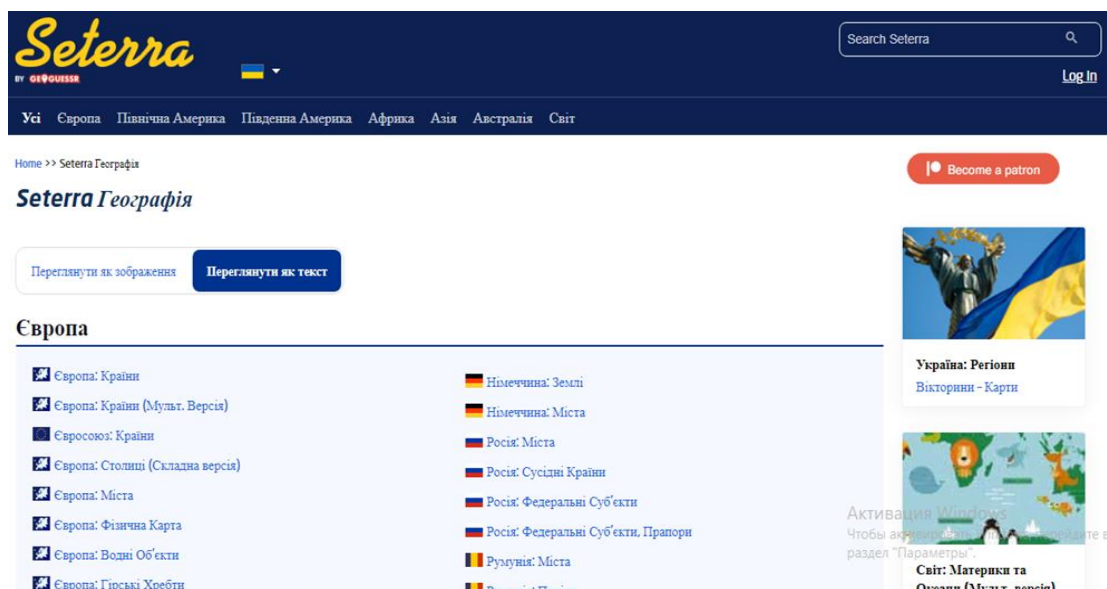 Seterra
BY GEOGUESSR
Search Seterra
Log In
Усі Європа Північна Америка Південна Америка Африка Азія Австралія Світ
Home >> Seterra Географія
Become a patron
Seterra Географія
Переглянути як зображення Переглянути як текст
Європа
Європа: Країни
Європа: Країни (Мульт. Версія)
Євросоюз: Країни
Європа: Столиці (Складна версія)
Європа: Міста
Європа: Фізична Карта
Європа: Водні Об'єкти
Європа: Гірські Хребти
Німеччина: Землі
Німеччина: Міста
Росія: Міста
Росія: Сусідні Країни
Росія: Федеральні Суб'єкти
Росія: Федеральні Суб'єкти, Прапори
Румунія: Міста
Україна: Регіони
Вікторини - Карти
Активация Windows
Чтобы
раздел "Параметры".
Світ: Материки та
Океани (Мульт. версія)